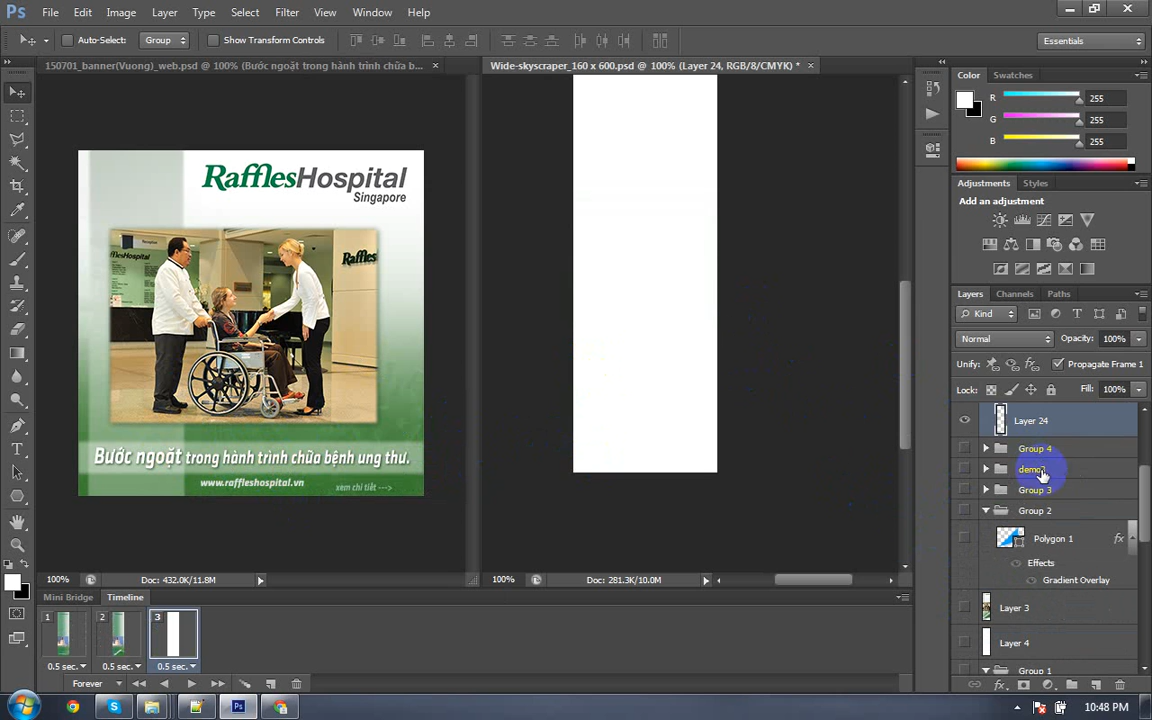 Ps File Edit Image Layer Type Select Filter View Window Help
Auto-Select: Group Show Transform Controls Essentials
150701_banner(Vuong)_web.psd @ 100% (Bước ngoặt trong hành trình chữa b... × Wide-skyscraper_160 x 600.psd @ 100% (Layer 24, RGB/8/CMYK) * ×
Color Swatches
R 255
G 255
B 255
Adjustments Styles
Add an adjustment
Layers Channels Paths
Kind
Normal Opacity: 100%
Unify: Propagate Frame 1
Lock: Fill: 100%
Layer 24
Group 4
demo
Group 3
Group 2
Polygon 1 fx
Effects
Gradient Overlay
Layer 3
Layer 4
Group 1
RafflesHospital
Singapore
Raffles
Bước ngoặt trong hành trình chữa bệnh ung thư.
www.raffleshospital.vn xem chi tiết --->
100% Doc: 432.0K/11.8M 100% Doc: 281.3K/10.0M
Mini Bridge Timeline
1 2 3
0.5 sec. 0.5 sec. 0.5 sec.
Forever
10:48 PM